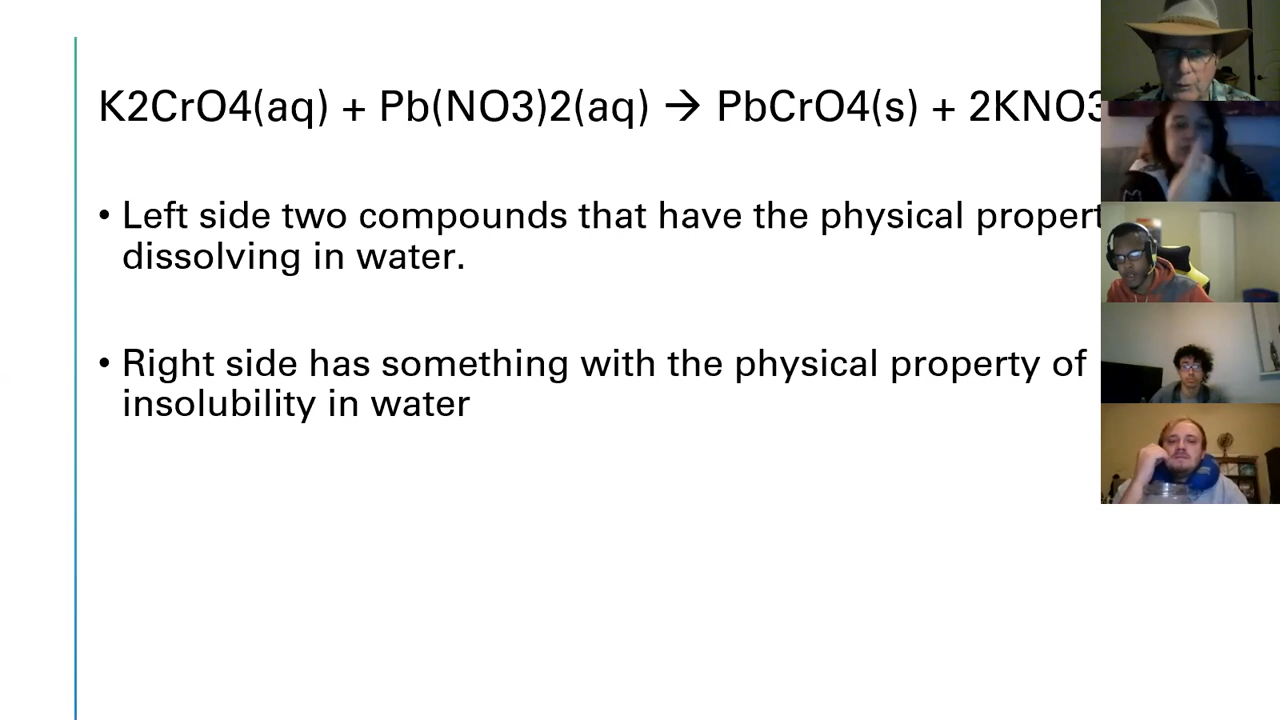 K2CrO4(aq) + Pb(NO3)2(aq) → PbCrO4(s) + 2KNO3
• Left side two compounds that have the physical propert
dissolving in water.
• Right side has something with the physical property of
insolubility in water